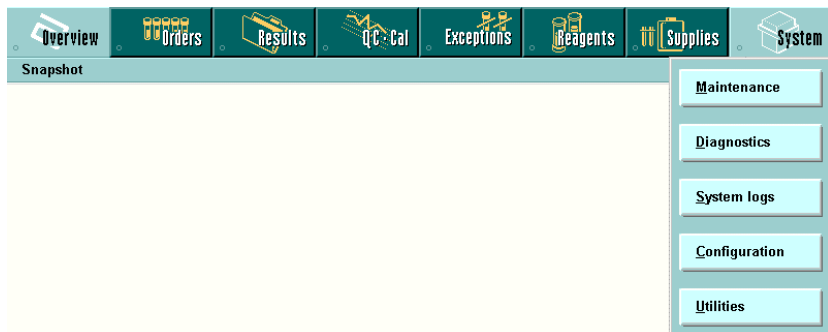 Overview Orders Results QC-Cal Exceptions Reagents Supplies System
Snapshot
Maintenance
Diagnostics
System logs
Configuration
Utilities